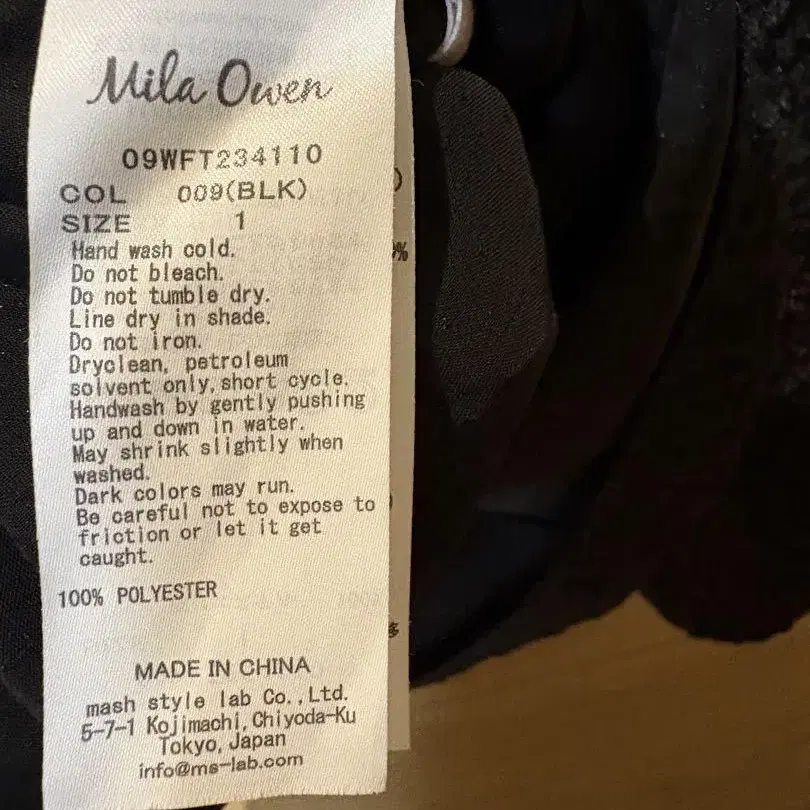 Mila Owen
09WFT234110
COL 009(BLK)
SIZE 1
Hand wash cold.
Do not bleach.
Do not tumble dry.
Line dry in shade.
Do not iron.
Dryclean, petroleum
solvent only, short cycle.
Handwash by gently pushing
up and down in water.
May shrink slightly when
washed.
Dark colors may run.
Be careful not to expose to
friction or let it get
caught.
100% POLYESTER
MADE IN CHINA
mash style lab Co.,Ltd.
5-7-1 Kojimachi,Chiyoda-Ku
Tokyo,Japan
info@ms-lab.com